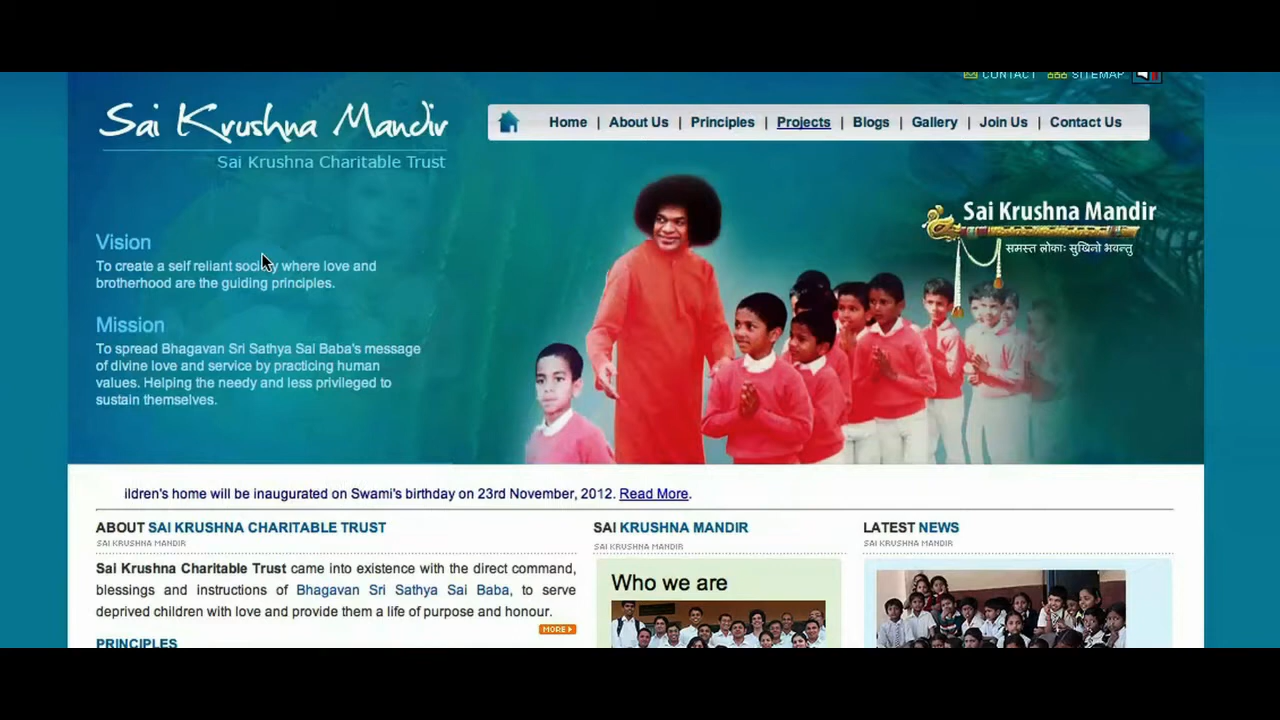 CONTACT SITEMAP
Sai Krushna Mandir
Sai Krushna Charitable Trust
Home | About Us | Principles | Projects | Blogs | Gallery | Join Us | Contact Us
Sai Krushna Mandir
समस्त लोकाः सुखिनो भवन्तु
Vision
To create a self reliant society where love and
brotherhood are the guiding principles.
Mission
To spread Bhagavan Sri Sathya Sai Baba's message
of divine love and service by practicing human
values. Helping the needy and less privileged to
sustain themselves.
ildren's home will be inaugurated on Swami's birthday on 23rd November, 2012. Read More.
ABOUT SAI KRUSHNA CHARITABLE TRUST
SAI KRUSHNA MANDIR
Sai Krushna Charitable Trust came into existence with the direct command,
blessings and instructions of Bhagavan Sri Sathya Sai Baba, to serve
deprived children with love and provide them a life of purpose and honour.
MORE
PRINCIPLES
SAI KRUSHNA MANDIR
SAI KRUSHNA MANDIR
Who we are
LATEST NEWS
SAI KRUSHNA MANDIR